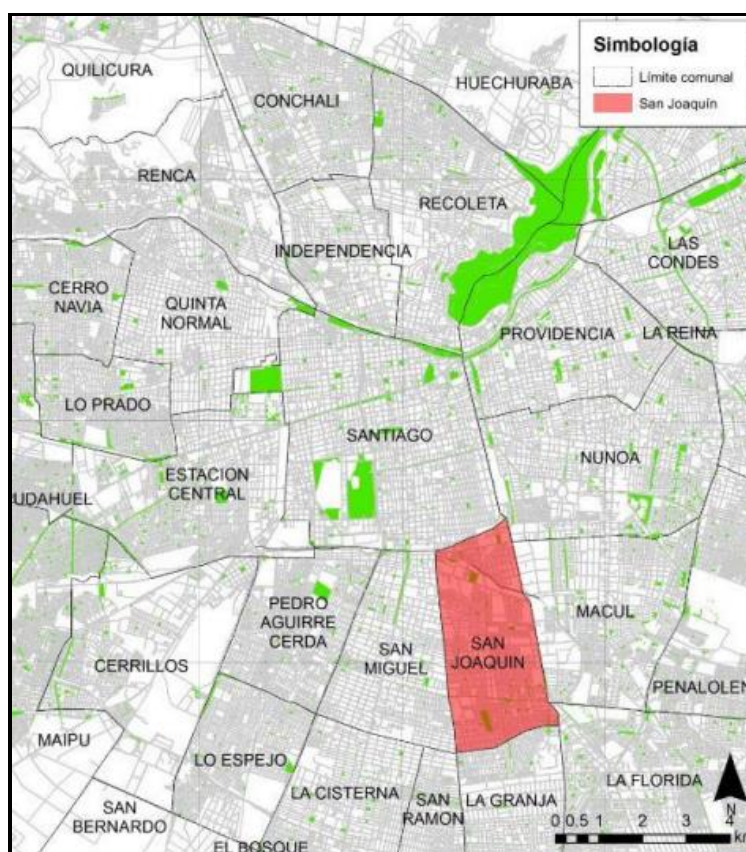 Simbología
Límite comunal
San Joaquín
QUILICURA
HUECHURABA
CONCHALI
RENCA
RECOLETA
INDEPENDENCIA
LAS
CONDES
CERRO
NAVIA
QUINTA
NORMAL
PROVIDENCIA
LA REINA
LO PRADO
SANTIAGO
ÑUÑOA
ESTACION
CENTRAL
UDAHUEL
PEDRO
AGUIRRE
CERDA
MACUL
SAN
MIGUEL
SAN
JOAQUIN
CERRILLOS
PENALOLEN
MAIPU
LO ESPEJO
LA FLORIDA
LA CISTERNA
SAN
RAMON
LA GRANJA
SAN
BERNARDO
EL BOSQUE
N
0 0.5 1 2 3 4
km